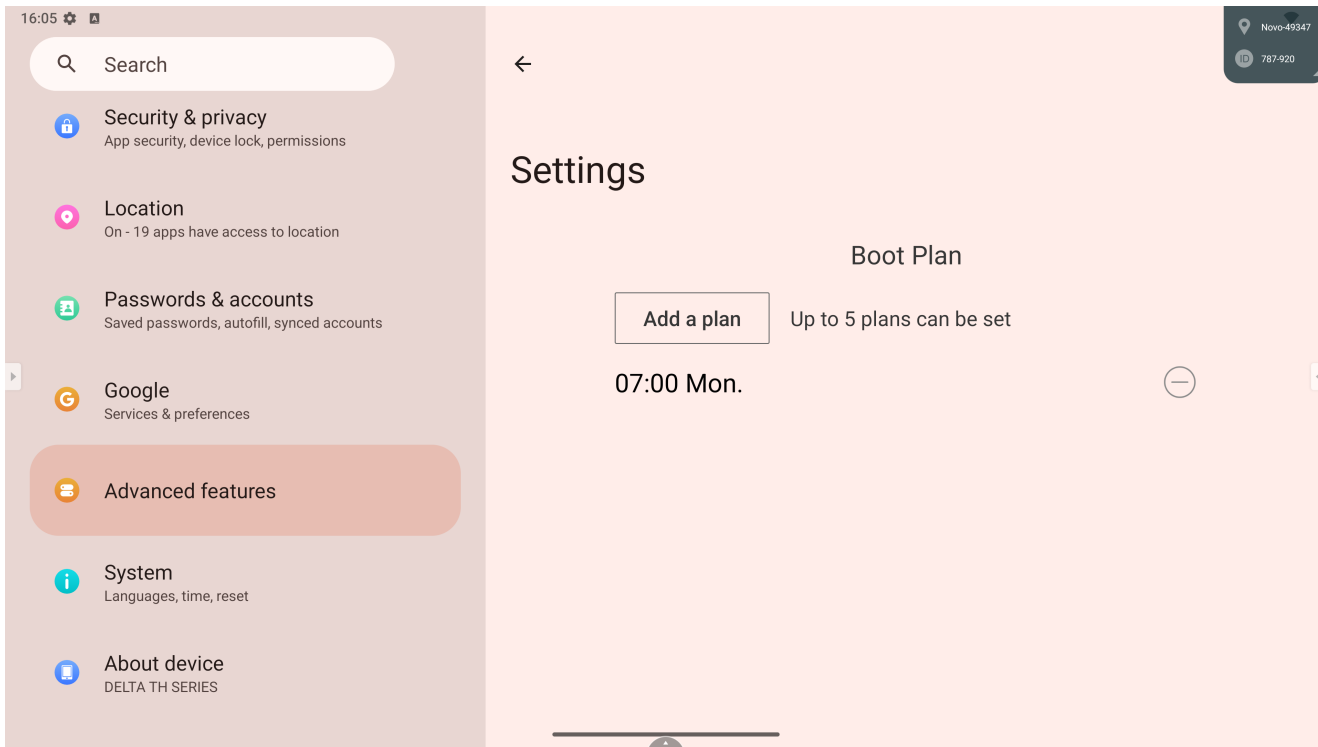 16:05
Search
Security & privacy
App security, device lock, permissions
Location
On - 19 apps have access to location
Passwords & accounts
Saved passwords, autofill, synced accounts
Google
Services & preferences
Advanced features
System
Languages, time, reset
About device
DELTA TH SERIES
Novo-49347
ID 787-920
Settings
Boot Plan
Add a plan Up to 5 plans can be set
07:00 Mon.